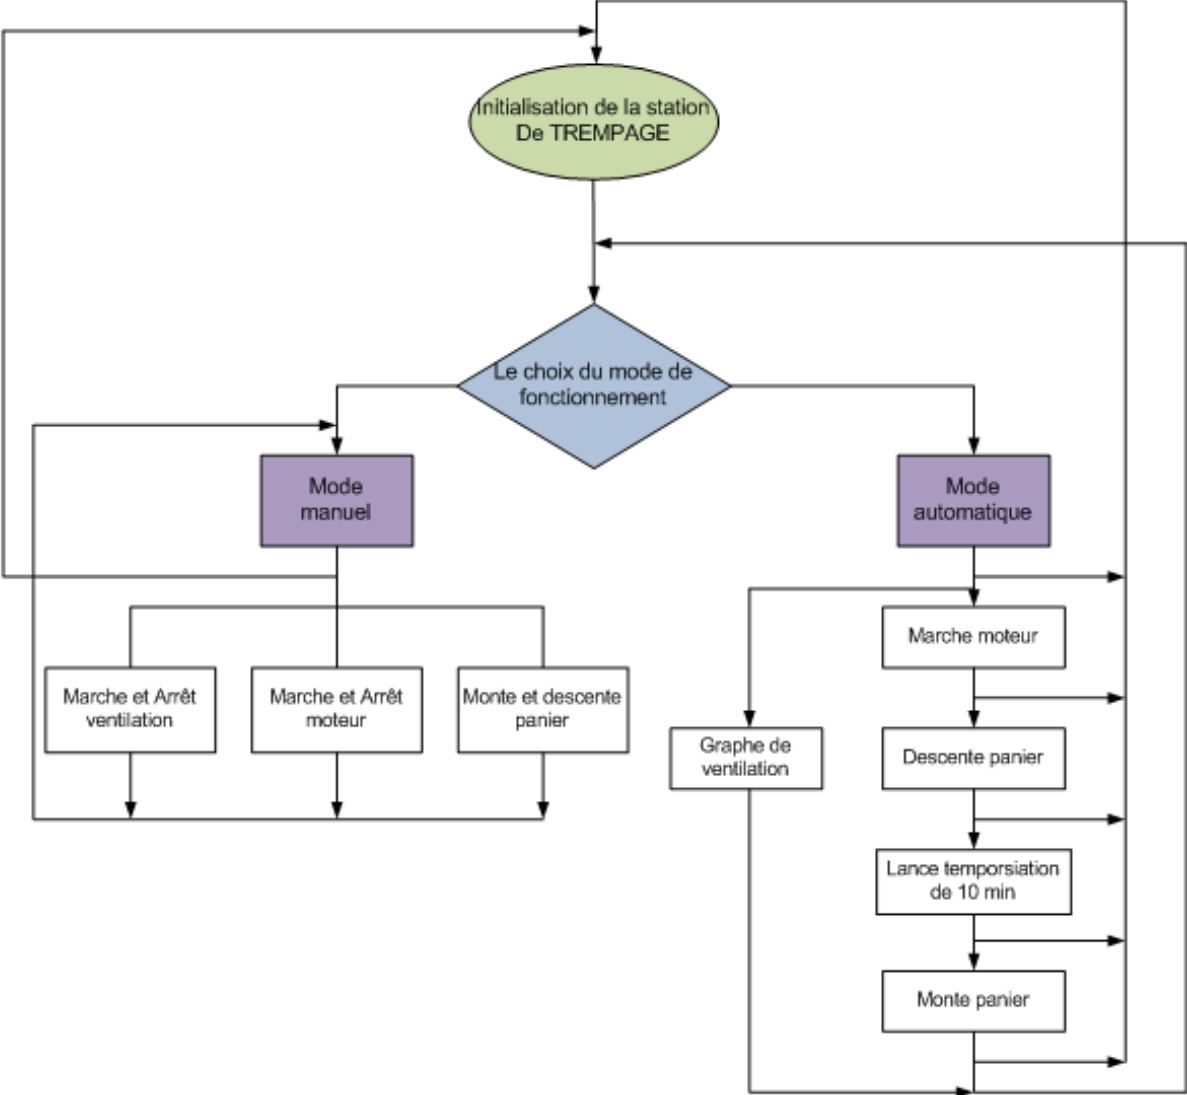 Initialisation de la station
De TREMPAGE
Le choix du mode de
fonctionnement
Mode
manuel
Mode
automatique
Marche et Arrêt
ventilation
Marche et Arrêt
moteur
Monte et descente
panier
Marche moteur
Graphe de
ventilation
Descente panier
Lance temporsiation
de 10 min
Monte panier